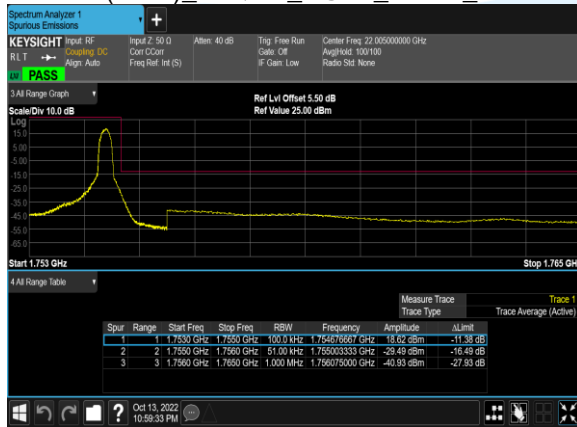 Spectrum Analyzer 1
Spurious Emissions
+
KEYSIGHT Input: RF Input Z: 50 Ω Atten: 40 dB Trig: Free Run Center Freq: 22.005000000 GHz
R L T Coupling: DC Corr CCorr Gate: Off Avg|Hold: 100/100
Align: Auto Freq Ref: Int (S) IF Gain: Low Radio Std: None
PASS
3 All Range Graph
Ref Lvl Offset 5.50 dB
Scale/Div 10.0 dB Ref Value 25.00 dBm
Log
15.0
5.00
-5.00
-15.0
-25.0
-35.0
-45.0
-55.0
-65.0
Start 1.753 GHz Stop 1.765 GH
4 All Range Table
Measure Trace Trace 1
Trace Type Trace Average (Active)
Spur Range Start Freq Stop Freq RBW Frequency Amplitude ΔLimit
1 1 1.7530 GHz 1.7550 GHz 100.0 kHz 1.754676667 GHz 18.62 dBm -11.38 dB
2 2 1.7550 GHz 1.7560 GHz 51.00 kHz 1.755003333 GHz -29.49 dBm -16.49 dB
3 3 1.7560 GHz 1.7650 GHz 1.000 MHz 1.756075000 GHz -40.93 dBm -27.93 dB
? Oct 13, 2022
10:59:33 PM